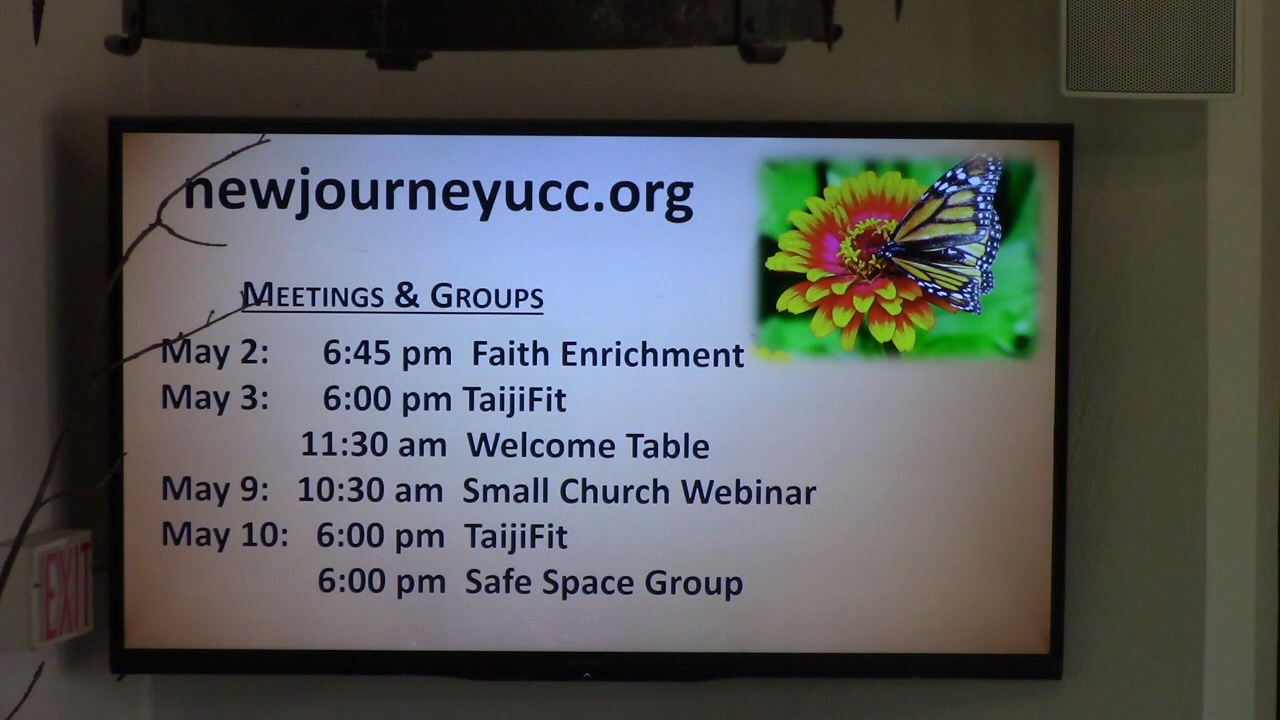 newjourneyucc.org
MEETINGS & GROUPS
May 2: 6:45 pm Faith Enrichment
May 3: 6:00 pm TaijiFit
11:30 am Welcome Table
May 9: 10:30 am Small Church Webinar
May 10: 6:00 pm TaijiFit
6:00 pm Safe Space Group
EXIT